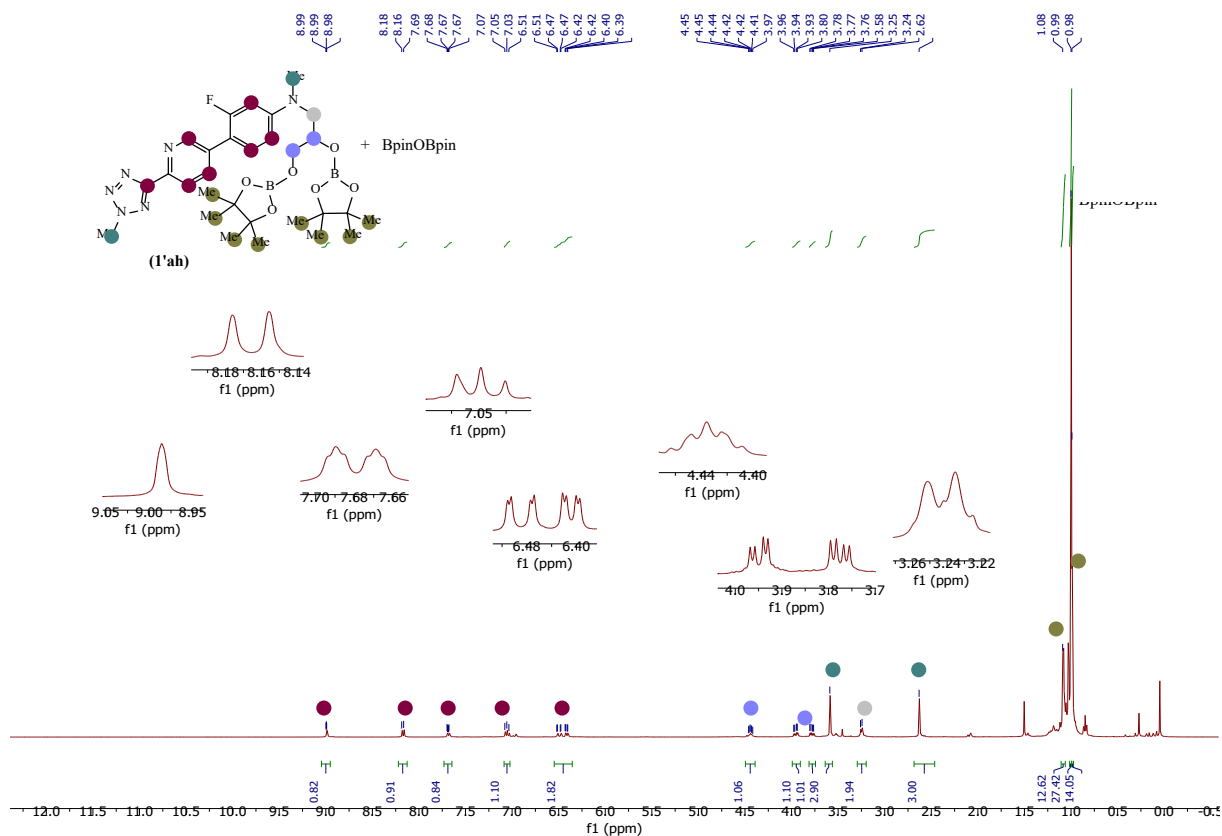 8.99
8.99
8.98
8.18
8.16
7.69
7.68
7.67
7.67
7.07
7.05
7.03
6.51
6.51
6.47
6.47
6.42
6.42
6.40
6.39
4.45
4.45
4.44
4.42
4.42
4.41
3.97
3.96
3.94
3.93
3.80
3.78
3.77
3.76
3.58
3.25
3.24
2.62
1.08
0.99
0.98
F
N
N
N
N
N
N
O
O
B
O
O
B
O
O
Me
Me
Me
Me
Me
Me
Me
Me
+ BpinOBpin
(1'ah)
BpinOBpin
8.18 8.16 8.14
f1 (ppm)
7.05
f1 (ppm)
9.05 9.00 8.95
f1 (ppm)
7.70 7.68 7.66
f1 (ppm)
6.48 6.40
f1 (ppm)
4.44 4.40
f1 (ppm)
4.0 3.9 3.8 3.7
f1 (ppm)
3.26 3.24 3.22
f1 (ppm)
0.82
0.91
0.84
1.10
1.82
1.06
1.10
1.01
2.90
1.94
3.00
12.62
27.42
14.05
12.0 11.5 11.0 10.5 10.0 9.5 9.0 8.5 8.0 7.5 7.0 6.5 6.0 5.5 5.0 4.5 4.0 3.5 3.0 2.5 2.0 1.5 1.0 0.5 0.0 -0.5
f1 (ppm)